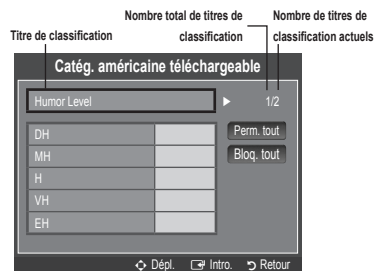 Nombre total de titres de
classification
Nombre de titres de
classification actuels
Titre de classification
Catég. américaine téléchargeable
Humor Level ► 1/2
DH
MH
H
VH
EH
Perm. tout
Bloq. tout
Dépl. Intro. Retour